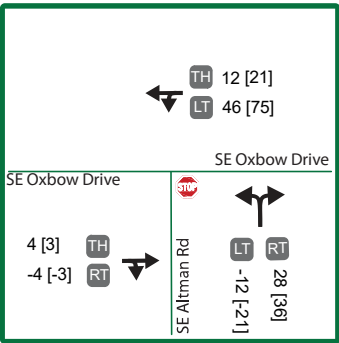 TH 12 [21]
LT 46 [75]
SE Oxbow Drive
SE Oxbow Drive
STOP
4 [3] TH
-4 [-3] RT
SE Altman Rd
LT RT
-12 [-21]
28 [36]